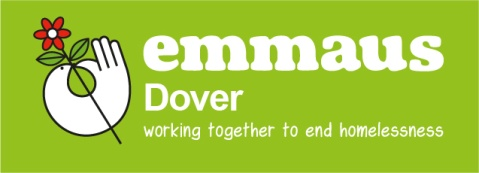 emmaus
Dover
working together to end homelessness